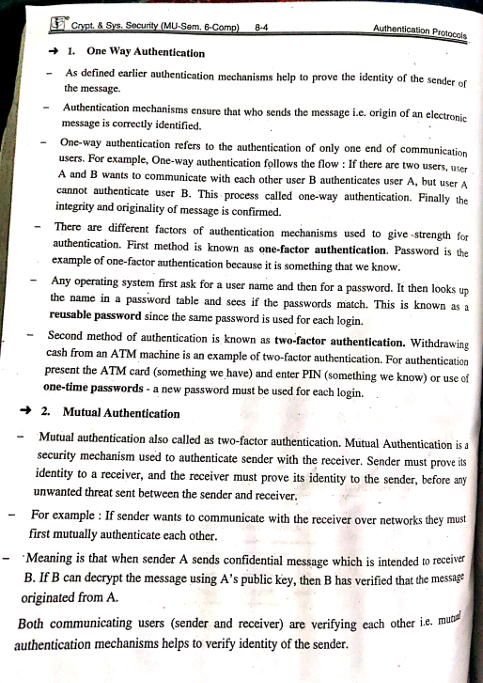 Crypt. & Sys. Security (MU-Sem. 6-Comp) 8-4 Authentication Protocols
➔ 1. One Way Authentication
– As defined earlier authentication mechanisms help to prove the identity of the sender of
the message.
– Authentication mechanisms ensure that who sends the message i.e. origin of an electronic
message is correctly identified.
– One-way authentication refers to the authentication of only one end of communication
users. For example, One-way authentication follows the flow : If there are two users, user
A and B wants to communicate with each other user B authenticates user A, but user A
cannot authenticate user B. This process called one-way authentication. Finally the
integrity and originality of message is confirmed.
– There are different factors of authentication mechanisms used to give strength for
authentication. First method is known as one-factor authentication. Password is the
example of one-factor authentication because it is something that we know.
– Any operating system first ask for a user name and then for a password. It then looks up
the name in a password table and sees if the passwords match. This is known as a
reusable password since the same password is used for each login.
– Second method of authentication is known as two-factor authentication. Withdrawing
cash from an ATM machine is an example of two-factor authentication. For authentication
present the ATM card (something we have) and enter PIN (something we know) or use of
one-time passwords - a new password must be used for each login.
➔ 2. Mutual Authentication
– Mutual authentication also called as two-factor authentication. Mutual Authentication is a
security mechanism used to authenticate sender with the receiver. Sender must prove its
identity to a receiver, and the receiver must prove its identity to the sender, before any
unwanted threat sent between the sender and receiver.
– For example : If sender wants to communicate with the receiver over networks they must
first mutually authenticate each other.
– Meaning is that when sender A sends confidential message which is intended to receiver
B. If B can decrypt the message using A's public key, then B has verified that the message
originated from A.
Both communicating users (sender and receiver) are verifying each other i.e. mutual
authentication mechanisms helps to verify identity of the sender.